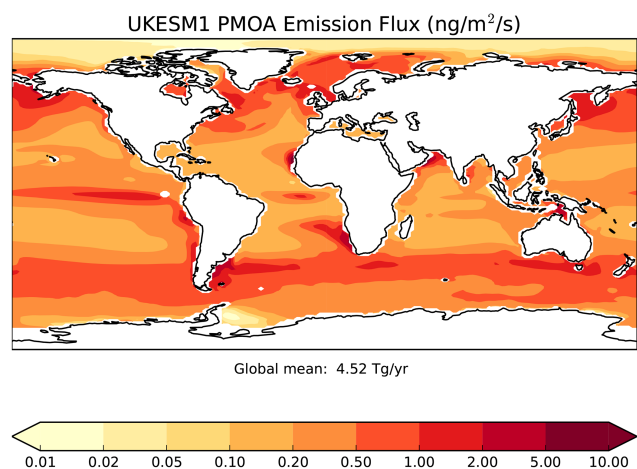 UKESM1 PMOA Emission Flux (ng/m²/s)
Global mean: 4.52 Tg/yr
0.01 0.02 0.05 0.10 0.20 0.50 1.00 2.00 5.00 10.00